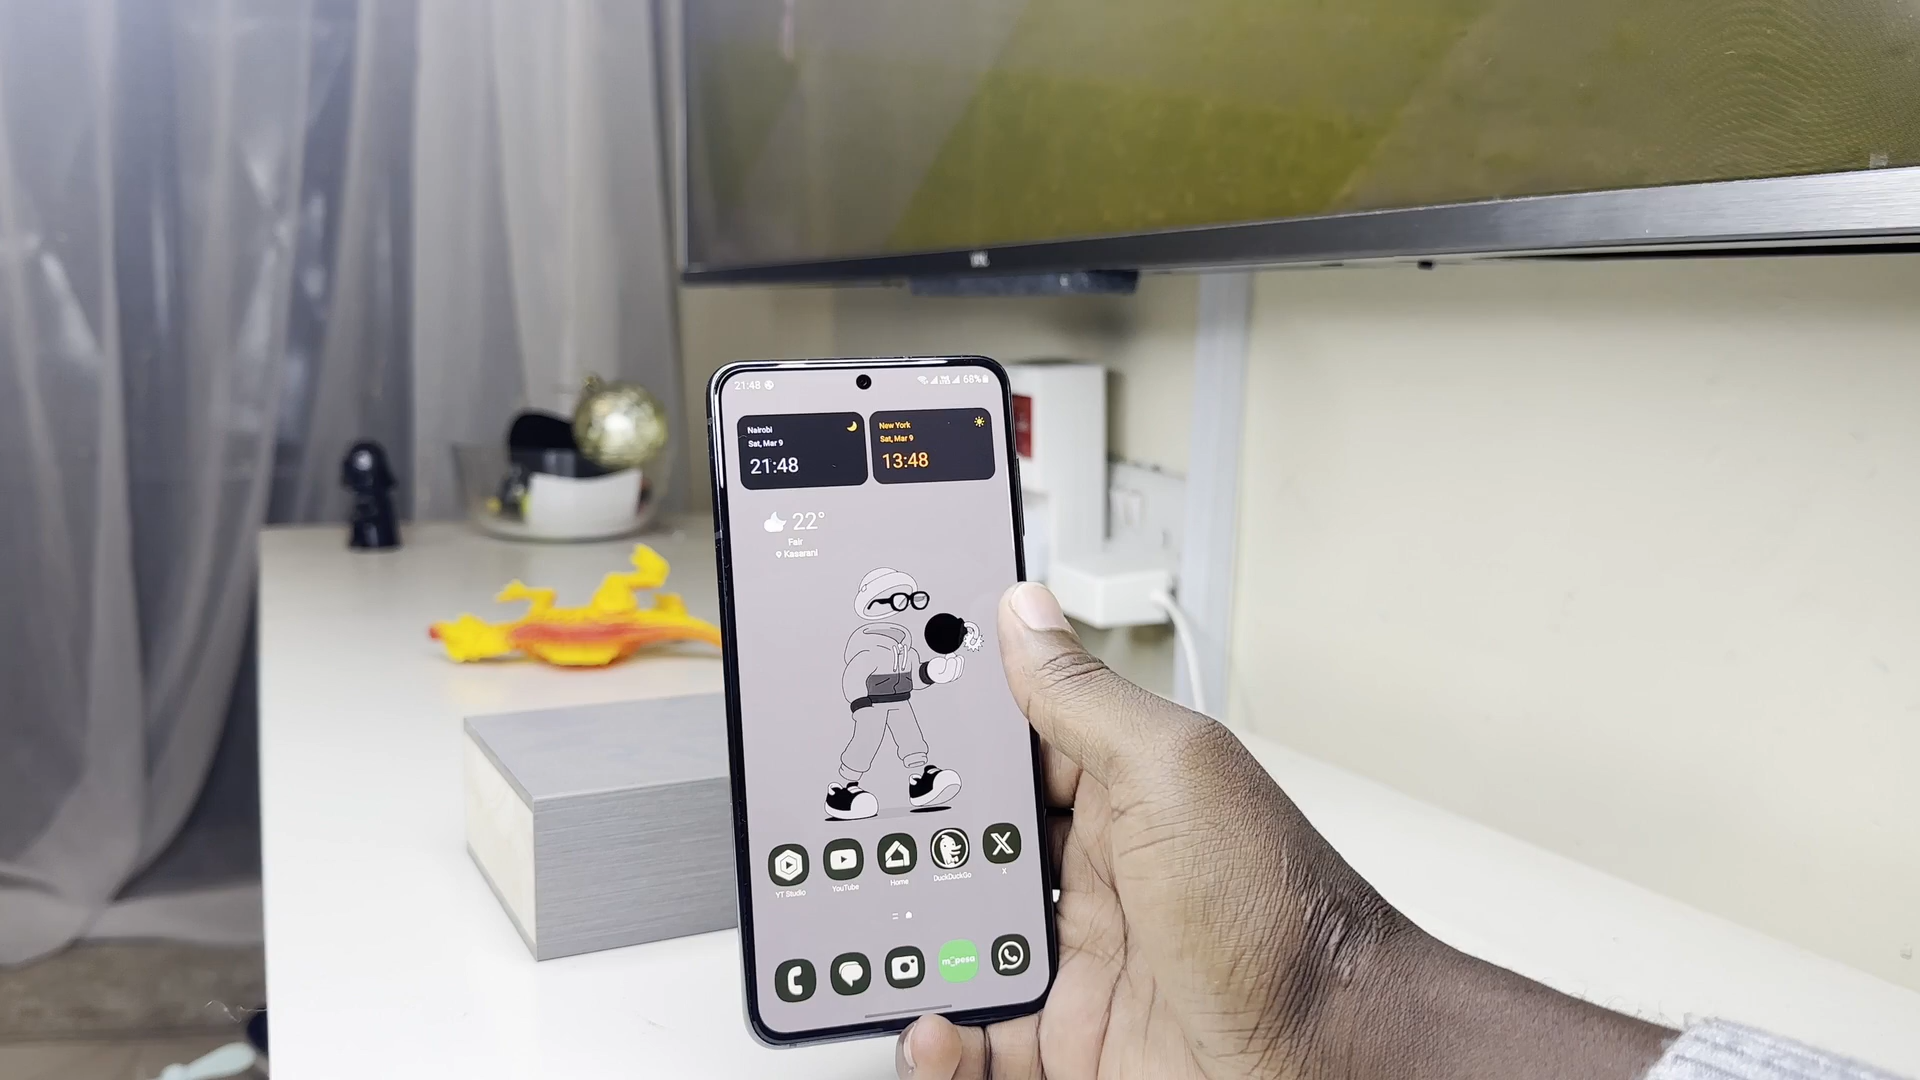 21:48
68%
Nairobi
Sat, Mar 9
21:48
New York
Sat, Mar 9
13:48
22°
Fair
Kasarani
YT Studio
YouTube
Home
DuckDuckGo
X
m-pesa